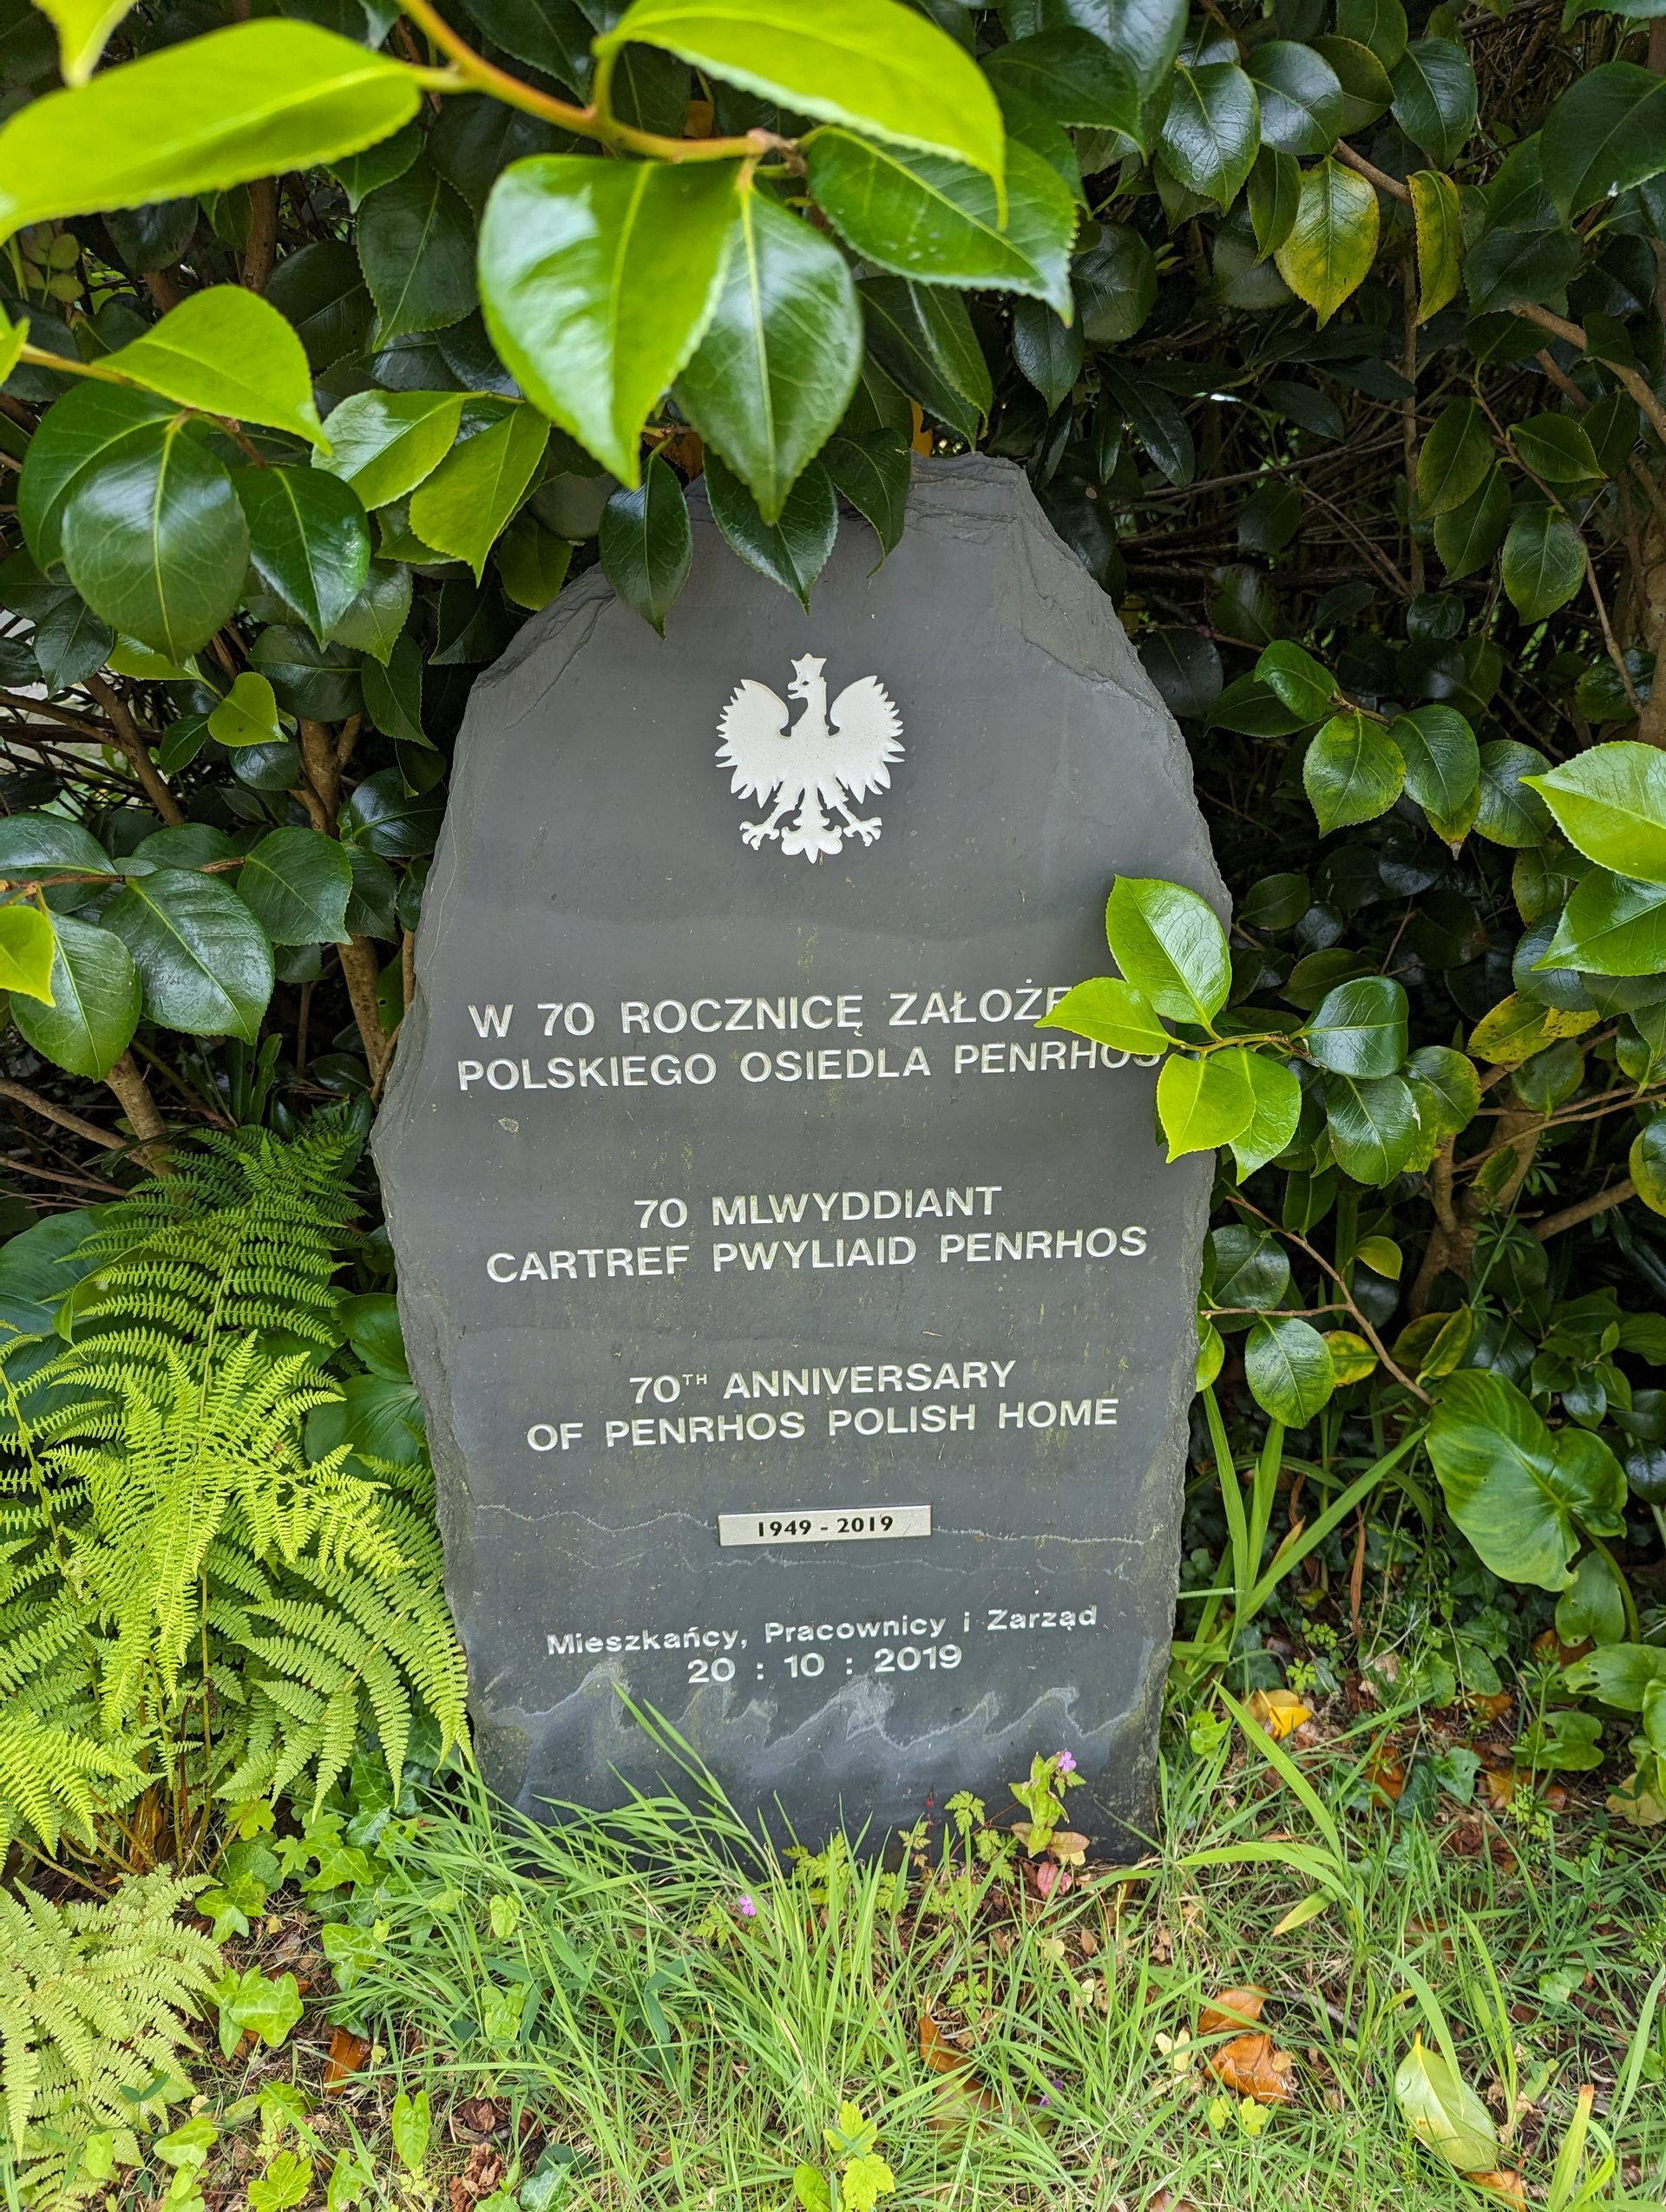 W 70 ROCZNICĘ
POLSKIEGO OSIEDLA PENRHOS
70 MLWYDDIANT
CARTREF PWYLIAID PENRHOS
70TH ANNIVERSARY
OF PENRHOS POLISH HOME
1949 - 2019
Mieszkańcy, Pracownicy i Zarząd
20 : 10 : 2019